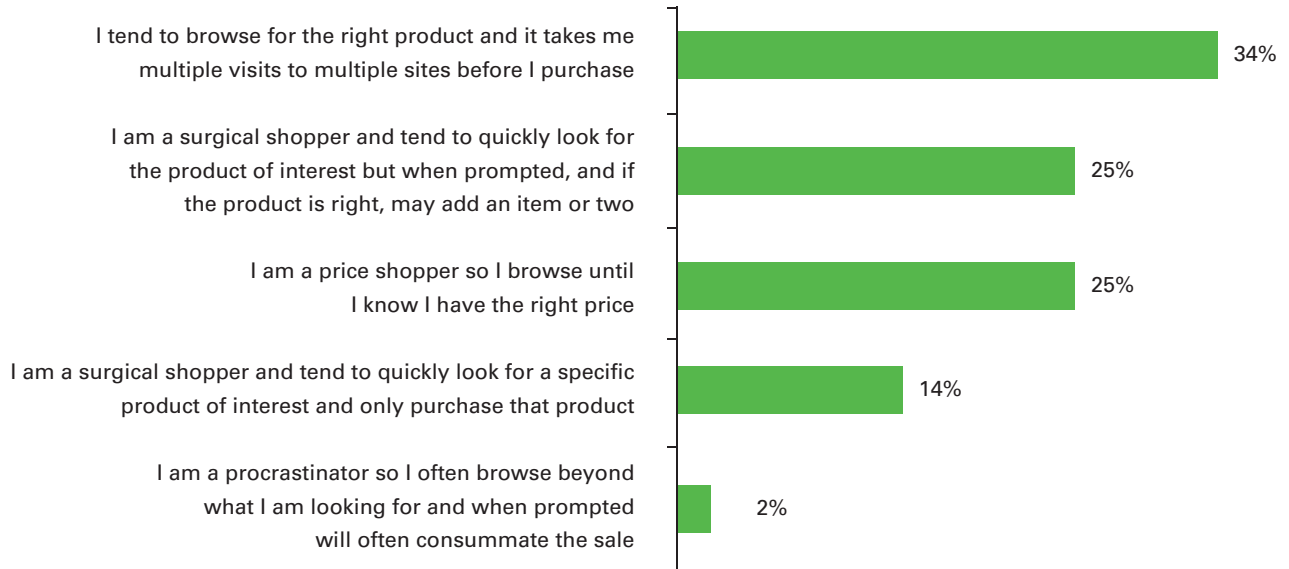 I tend to browse for the right product and it takes me
multiple visits to multiple sites before I purchase
34%
I am a surgical shopper and tend to quickly look for
the product of interest but when prompted, and if
the product is right, may add an item or two
25%
I am a price shopper so I browse until
I know I have the right price
25%
I am a surgical shopper and tend to quickly look for a specific
product of interest and only purchase that product
14%
I am a procrastinator so I often browse beyond
what I am looking for and when prompted
will often consummate the sale
2%